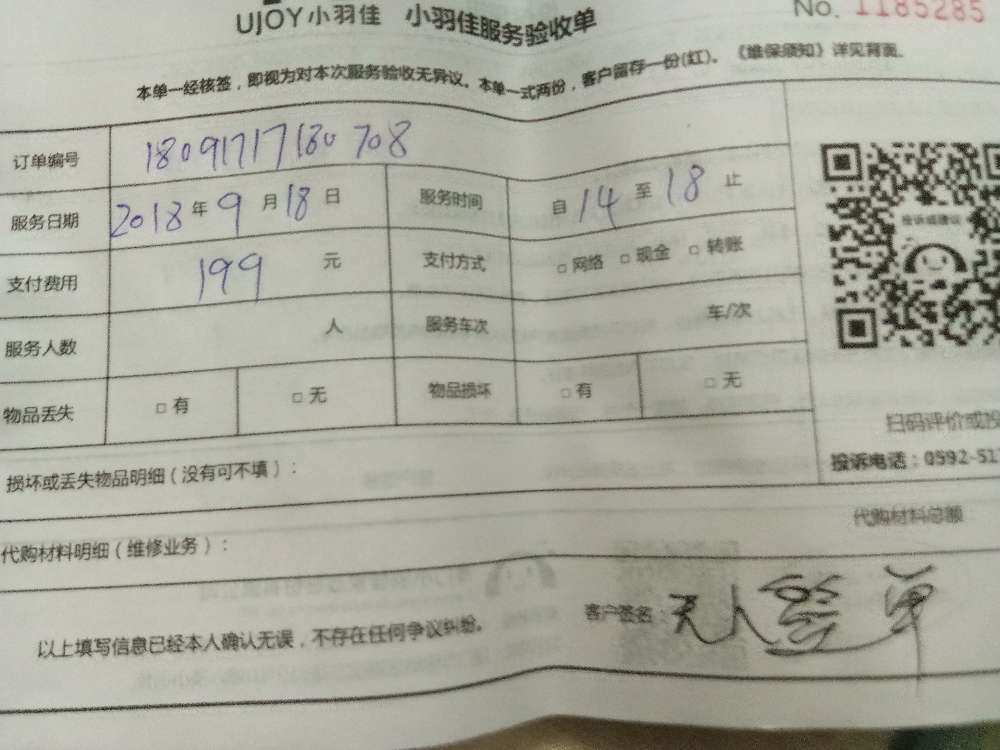 UJOY小羽佳 小羽佳服务验收单
No. 1185285
本单一经核签，即视为对本次服务验收无异议。本单一式两份，客户留存一份(红)。《维保须知》详见背面。
订单编号 18091717180708
服务日期 2018年9月18日 服务时间 自14至18止
支付费用 199元 支付方式 □网络 □现金 □转账
服务人数 人 服务车次 车/次
物品丢失 □有 □无 物品损坏 □有 □无
投诉或建议
扫码评价或投
投诉电话：0592-51
损坏或丢失物品明细（没有可不填）：
代购材料明细（维修业务）：
代购材料总额
以上填写信息已经本人确认无误，不存在任何争议纠纷。
客户签名：无人签单